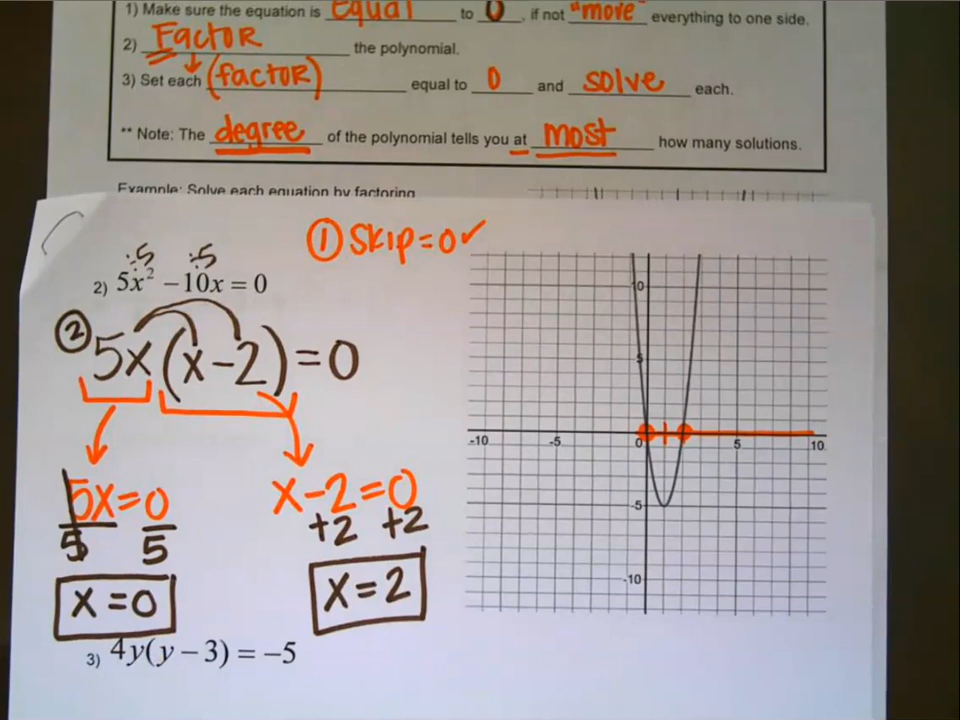 1) Make sure the equation is Equal to 0, if not "move" everything to one side.
2) Factor the polynomial.
3) Set each (factor) equal to 0 and solve each.
** Note: The degree of the polynomial tells you at most how many solutions.
Example: Solve each equation by factoring
① Skip = 0 ✓
÷5 ÷5
2) 5x² − 10x = 0
② 5x(x-2) = 0
5x = 0 x-2 = 0
5 5 +2 +2
x = 0 x = 2
3) 4y(y − 3) = −5
10
5
-10 -5 0 5 10
-5
-10